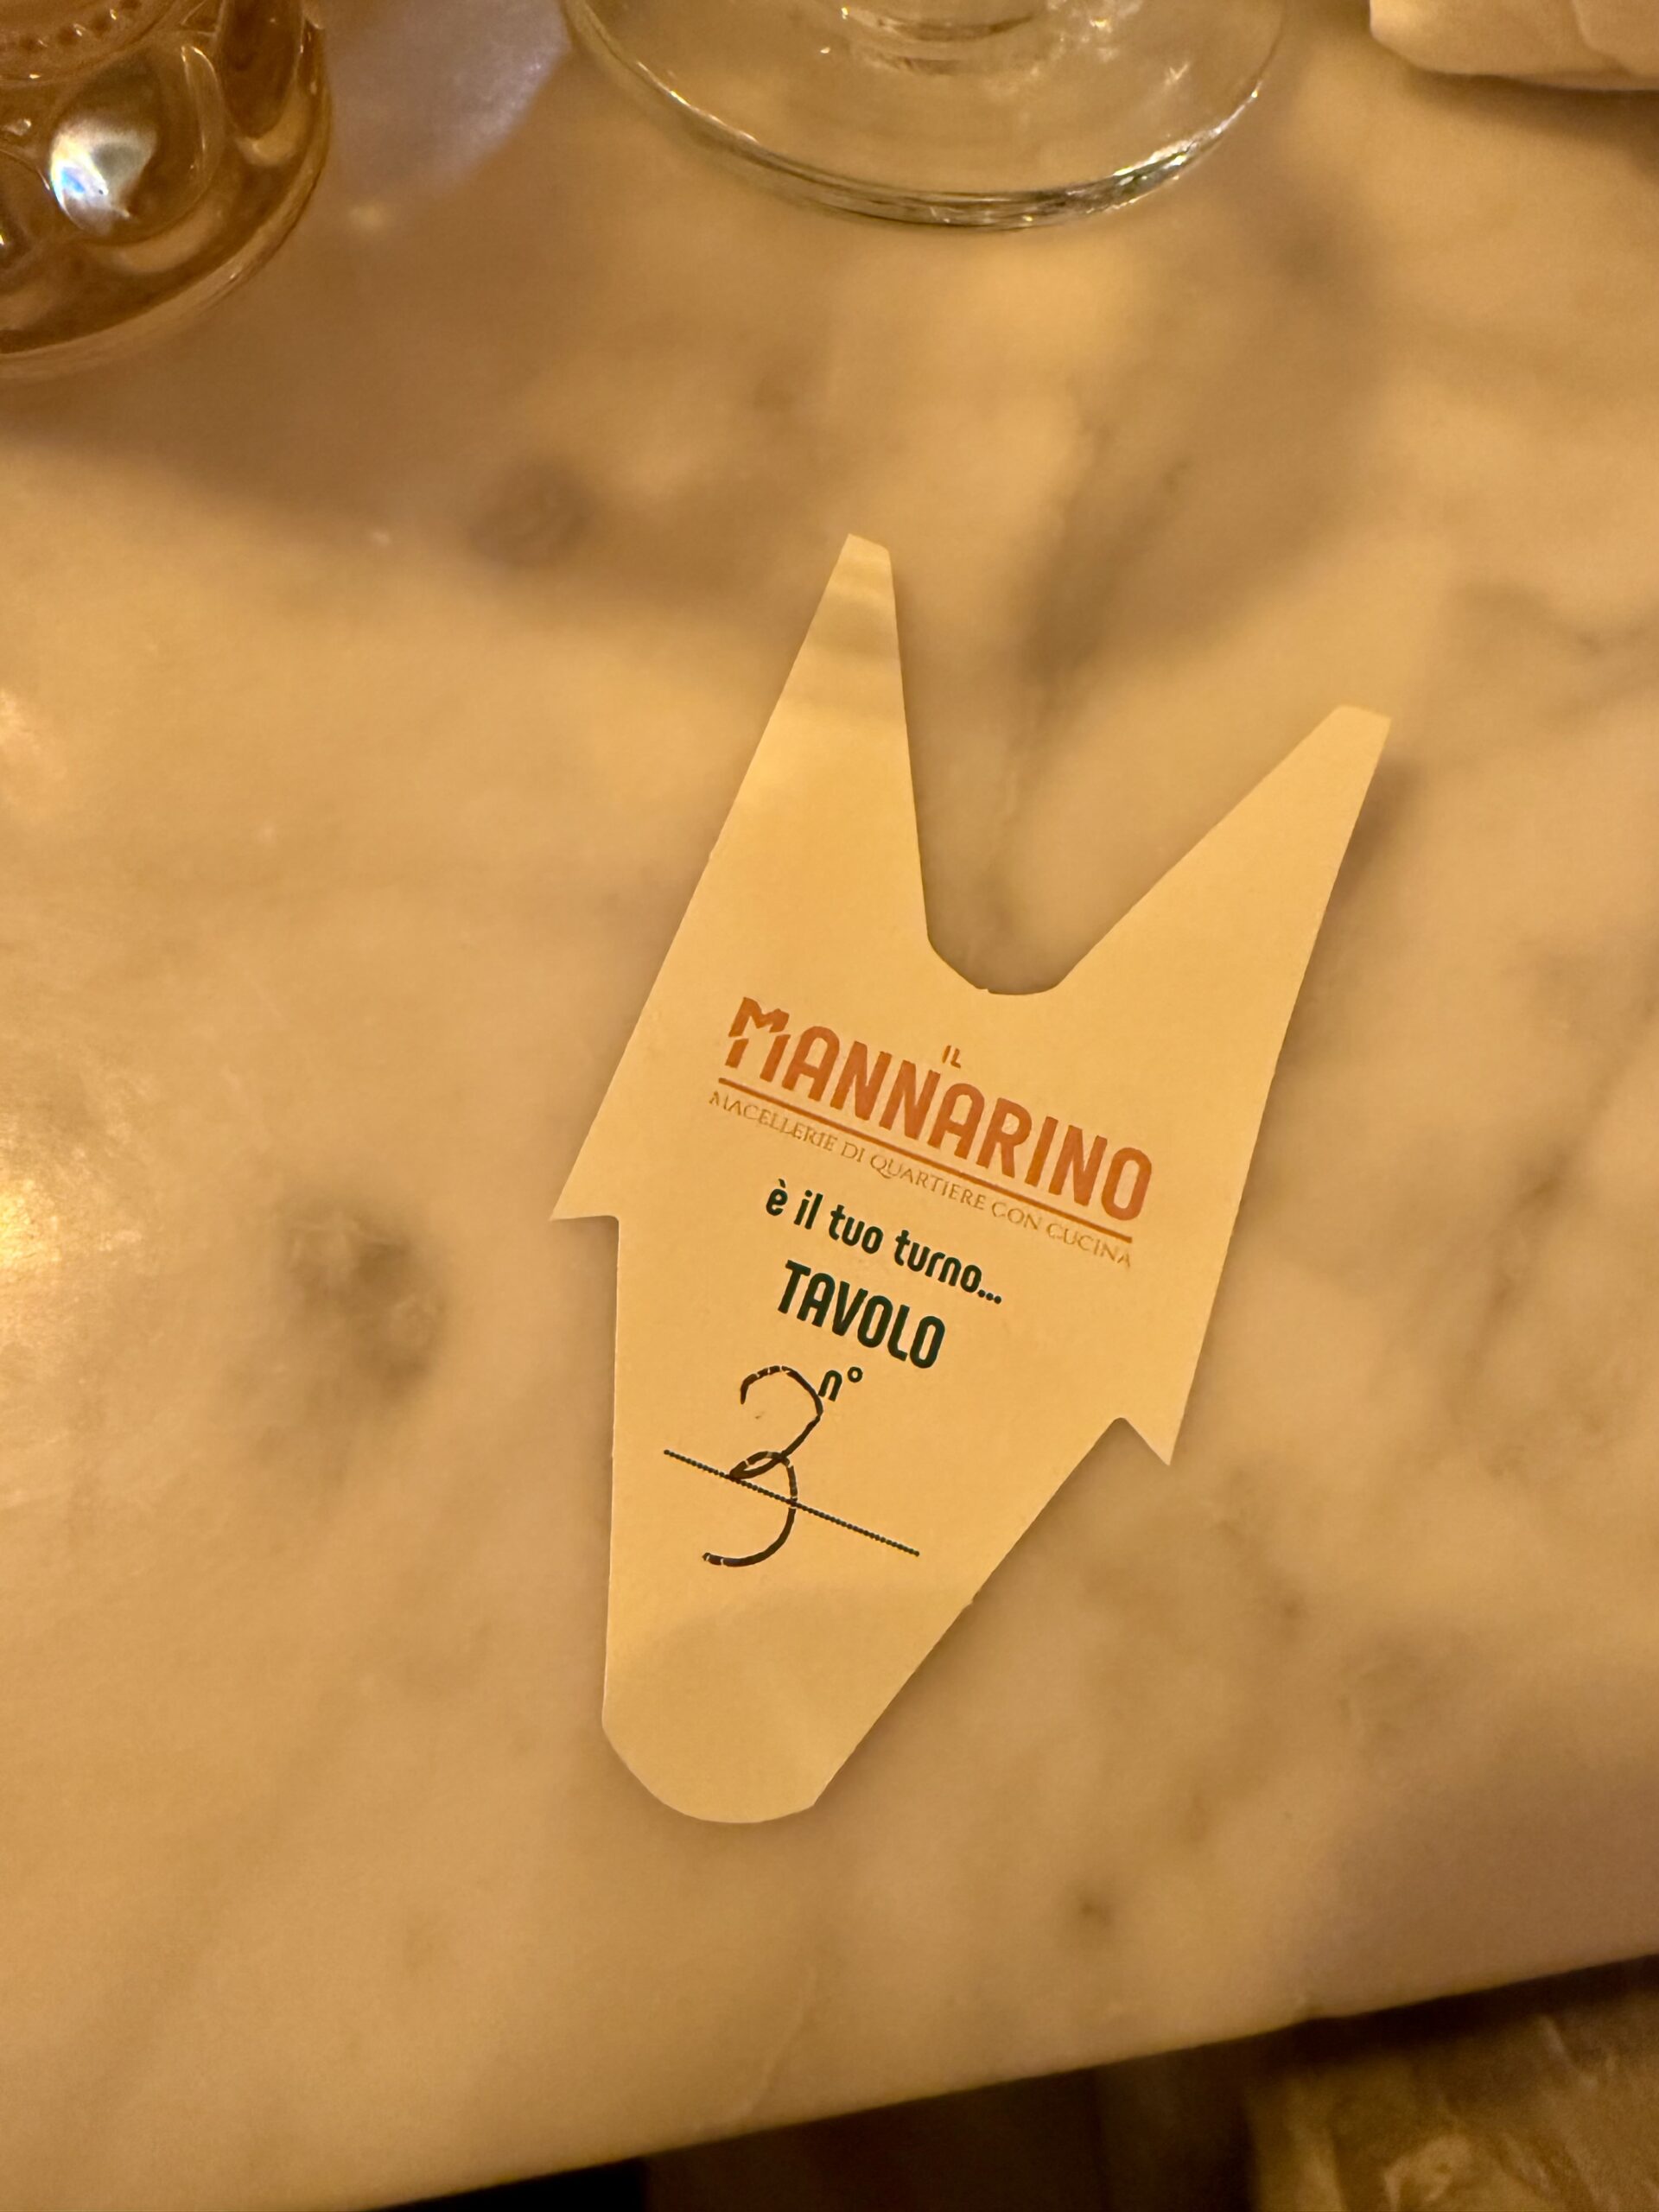 IL
MANNARINO
MACELLERIE DI QUARTIERE CON CUCINA
è il tuo turno...
TAVOLO
n°
3